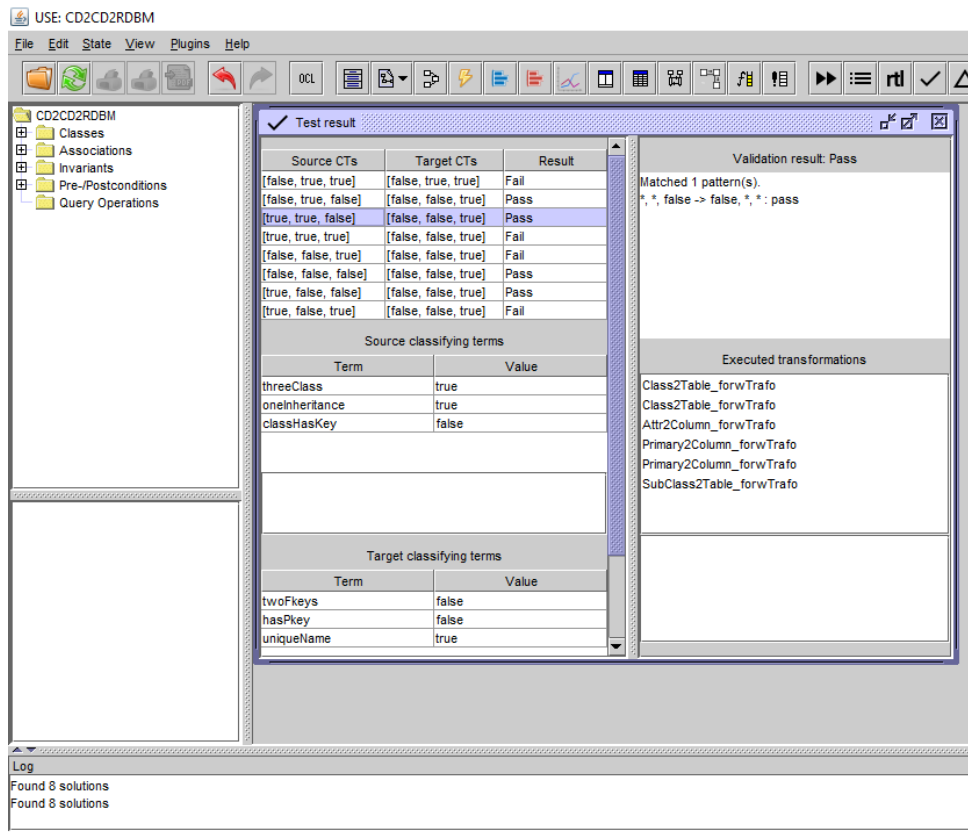 USE: CD2CD2RDBM
File Edit State View Plugins Help
OCL rtl
CD2CD2RDBM
Classes
Associations
Invariants
Pre-/Postconditions
Query Operations
Test result
Source CTs Target CTs Result
[false, true, true] [false, true, true] Fail
[false, true, false] [false, false, true] Pass
[true, true, false] [false, false, true] Pass
[true, true, true] [false, false, true] Fail
[false, false, true] [false, false, true] Fail
[false, false, false] [false, false, true] Pass
[true, false, false] [false, false, true] Pass
[true, false, true] [false, false, true] Fail
Source classifying terms
Term Value
threeClass true
oneInheritance true
classHasKey false
Target classifying terms
Term Value
twoFkeys false
hasPkey false
uniqueName true
Validation result: Pass
Matched 1 pattern(s).
*, *, false -> false, *, * : pass
Executed transformations
Class2Table_forwTrafo
Class2Table_forwTrafo
Attr2Column_forwTrafo
Primary2Column_forwTrafo
Primary2Column_forwTrafo
SubClass2Table_forwTrafo
Log
Found 8 solutions
Found 8 solutions